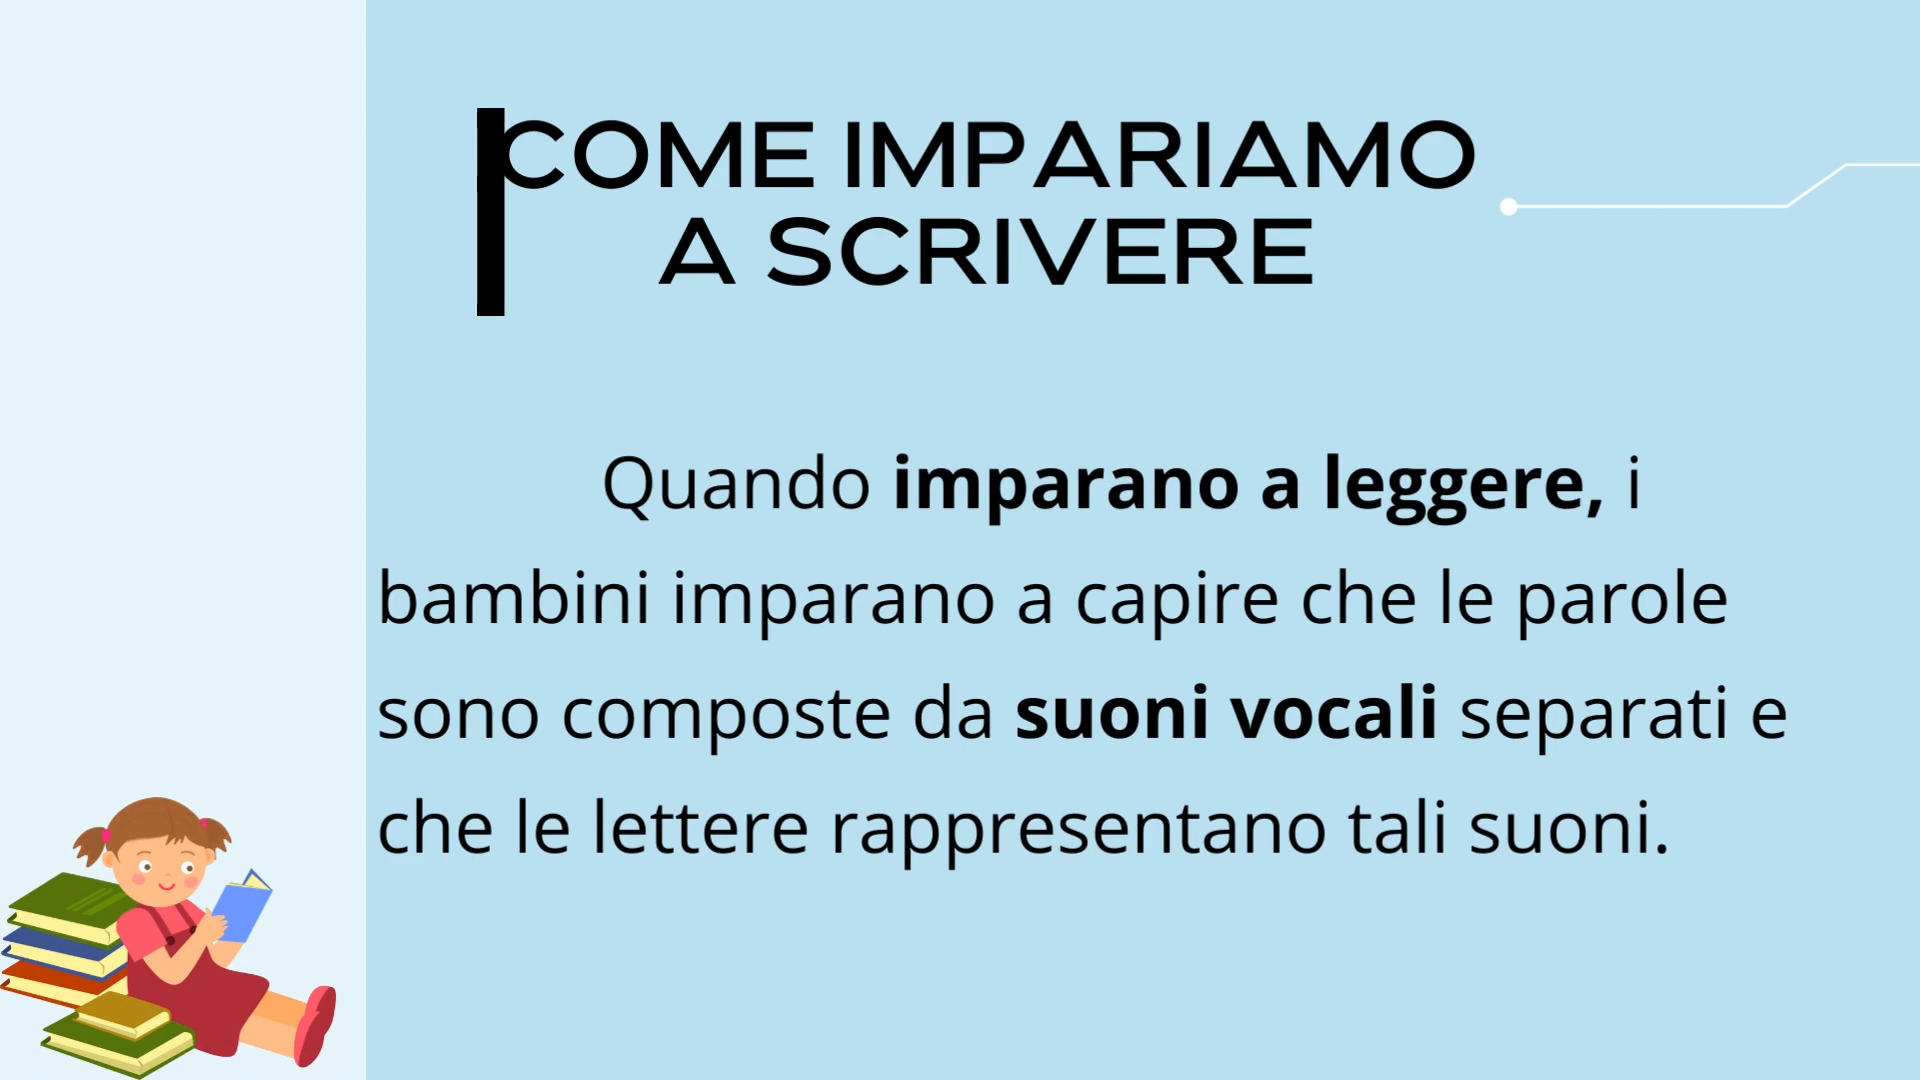 COME IMPARIAMO
A SCRIVERE
Quando imparano a leggere, i
bambini imparano a capire che le parole
sono composte da suoni vocali separati e
che le lettere rappresentano tali suoni.